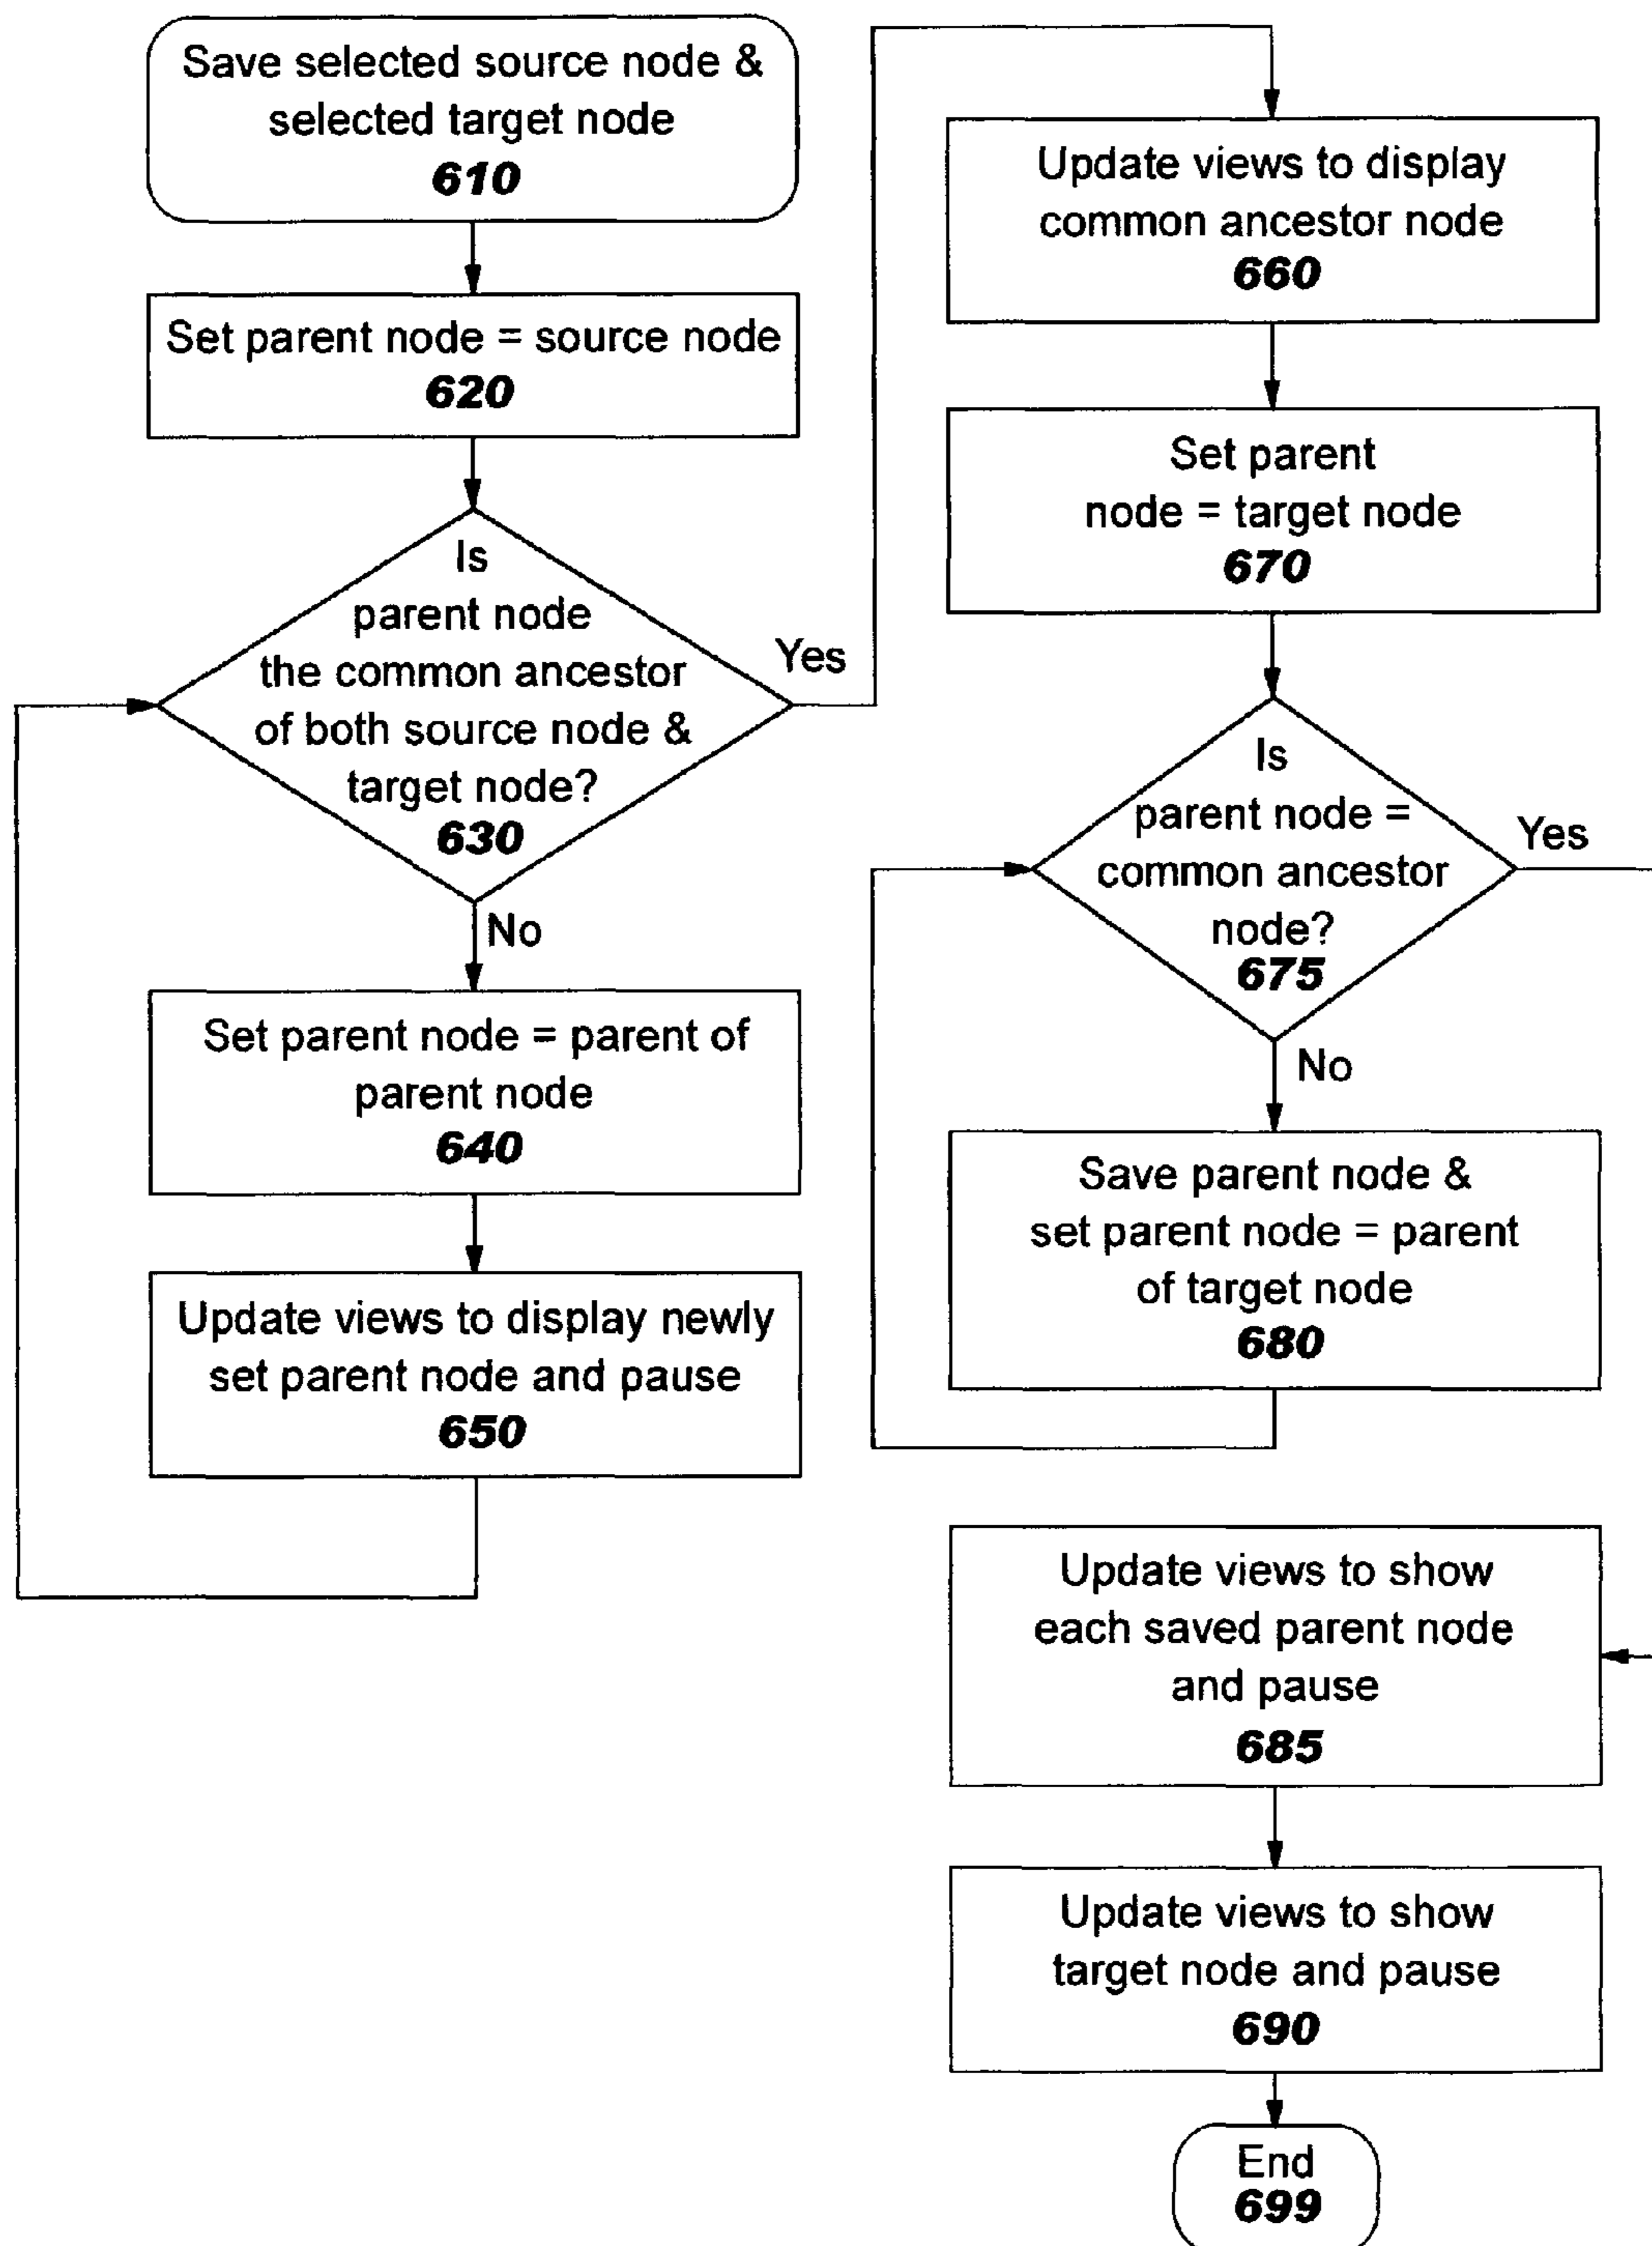 Save selected source node &
selected target node
610
Set parent node = source node
620
Is
parent node
the common ancestor
of both source node &
target node?
630
Yes
No
Set parent node = parent of
parent node
640
Update views to display newly
set parent node and pause
650
Update views to display
common ancestor node
660
Set parent
node = target node
670
Is
parent node =
common ancestor
node?
675
Yes
No
Save parent node &
set parent node = parent
of target node
680
Update views to show
each saved parent node
and pause
685
Update views to show
target node and pause
690
End
699